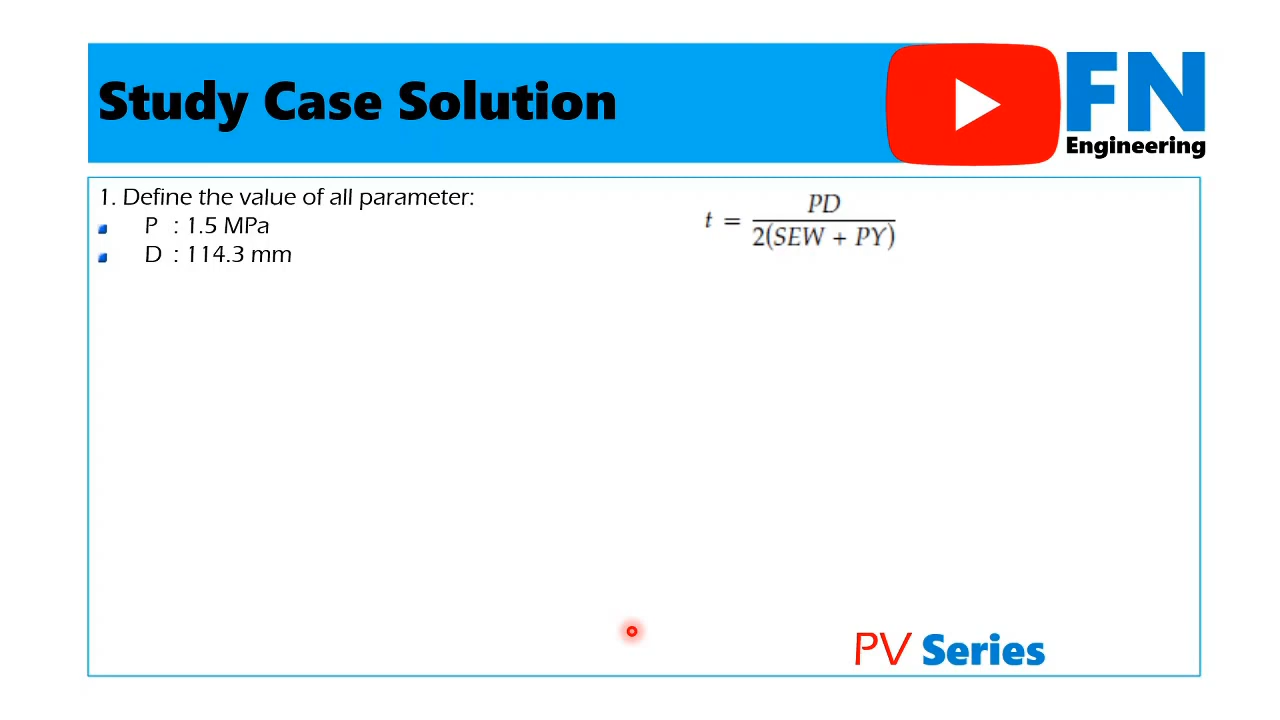 Study Case Solution
FN
Engineering
1. Define the value of all parameter:
P : 1.5 MPa
D : 114.3 mm
t = PD / 2(SEW + PY)
PV Series